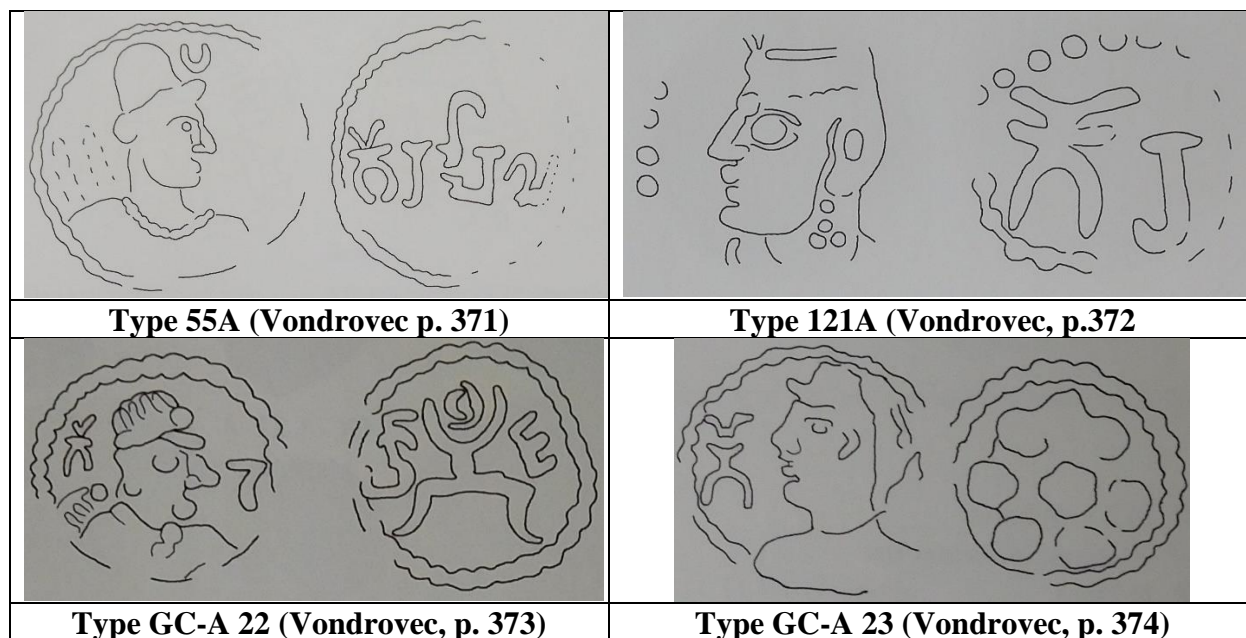 Type 55A (Vondrovec p. 371)
Type 121A (Vondrovec, p.372
Type GC-A 22 (Vondrovec, p. 373)
Type GC-A 23 (Vondrovec, p. 374)